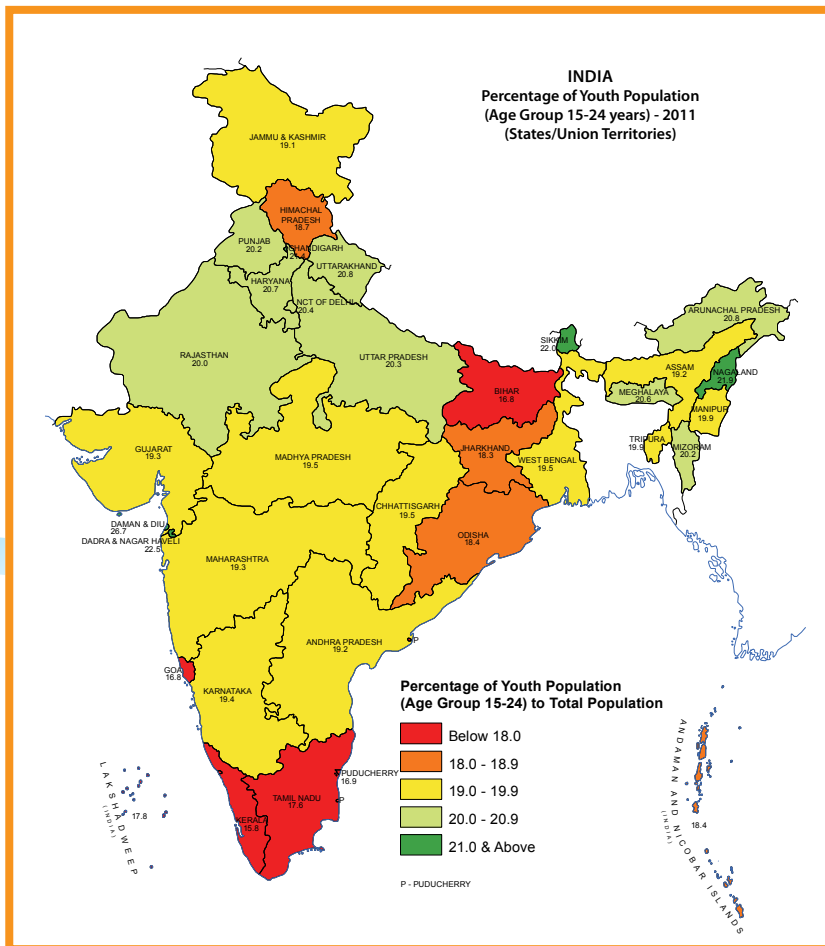 INDIA
Percentage of Youth Population
(Age Group 15-24 years) - 2011
(States/Union Territories)
JAMMU & KASHMIR
19.1
HIMACHAL
PRADESH
18.7
PUNJAB
20.2
CHANDIGARH
21.4
UTTARAKHAND
20.8
HARYANA
20.7
NCT OF DELHI
20.4
RAJASTHAN
20.0
UTTAR PRADESH
20.3
BIHAR
16.8
SIKKIM
22.0
ARUNACHAL PRADESH
20.8
ASSAM
19.2
NAGALAND
21.9
MEGHALAYA
20.6
MANIPUR
19.9
TRIPURA
19.9
MIZORAM
20.2
GUJARAT
19.3
MADHYA PRADESH
19.5
JHARKHAND
18.3
WEST BENGAL
19.5
CHHATTISGARH
19.5
ODISHA
18.4
DAMAN & DIU
26.7
DADRA & NAGAR HAVELI
22.5
MAHARASHTRA
19.3
ANDHRA PRADESH
19.2
P
GOA
16.8
KARNATAKA
19.4
PUDUCHERRY
16.9
TAMIL NADU
17.6
P
KERALA
15.8
LAKSHADWEEP
(INDIA)
17.8
ANDAMAN AND NICOBAR ISLANDS
(INDIA)
18.4
Percentage of Youth Population
(Age Group 15-24) to Total Population
Below 18.0
18.0 - 18.9
19.0 - 19.9
20.0 - 20.9
21.0 & Above
P - PUDUCHERRY